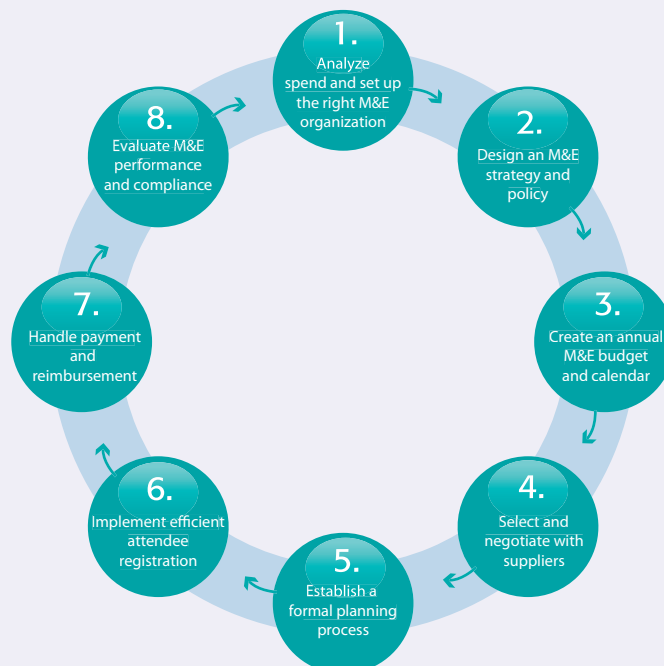 1.
Analyze
spend and set up
the right M&E
organization
2.
Design an M&E
strategy and
policy
3.
Create an annual
M&E budget
and calendar
4.
Select and
negotiate with
suppliers
5.
Establish a
formal planning
process
6.
Implement efficient
attendee
registration
7.
Handle payment
and
reimbursement
8.
Evaluate M&E
performance
and compliance